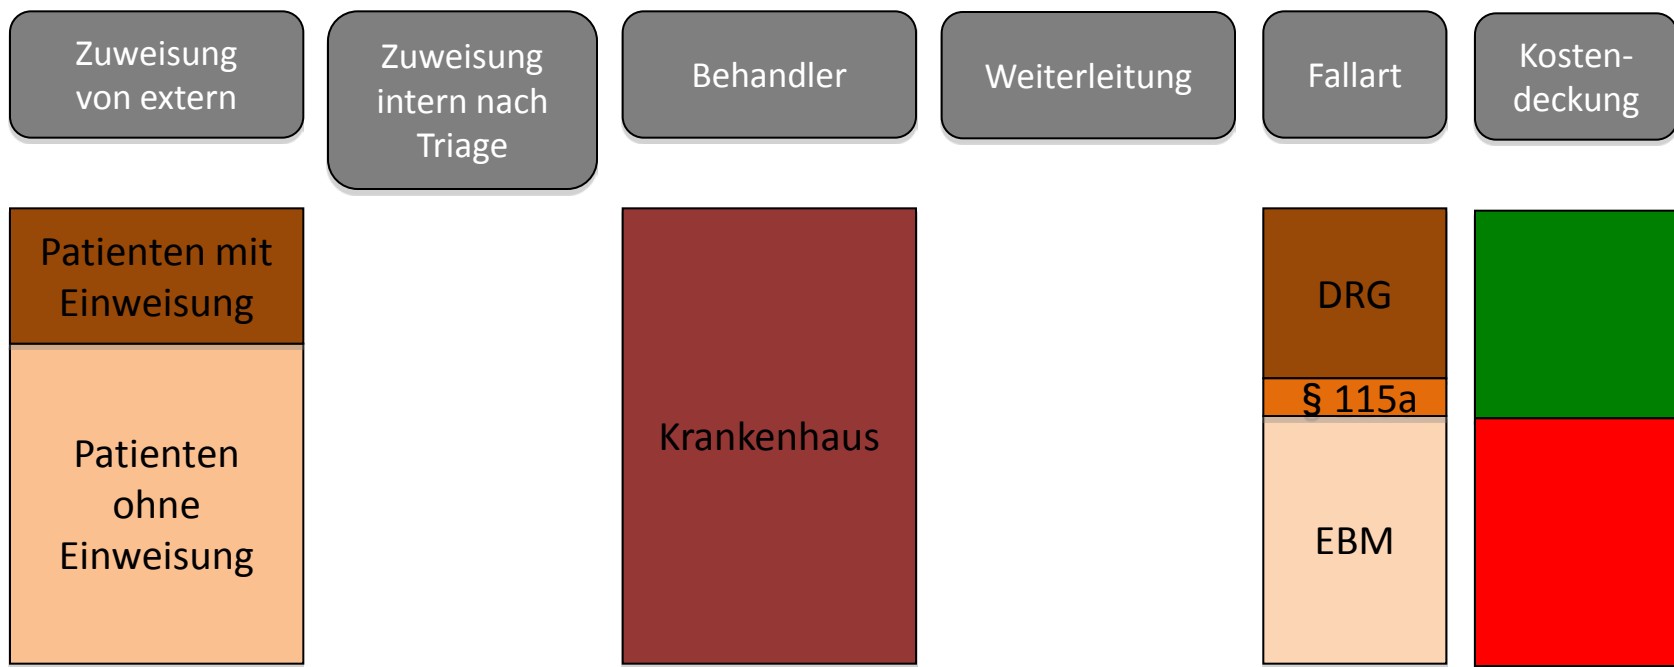 Zuweisung
von extern
Zuweisung
intern nach
Triage
Behandler
Weiterleitung
Fallart
Kosten-
deckung
Patienten mit
Einweisung
Patienten
ohne
Einweisung
Krankenhaus
DRG
§ 115a
EBM